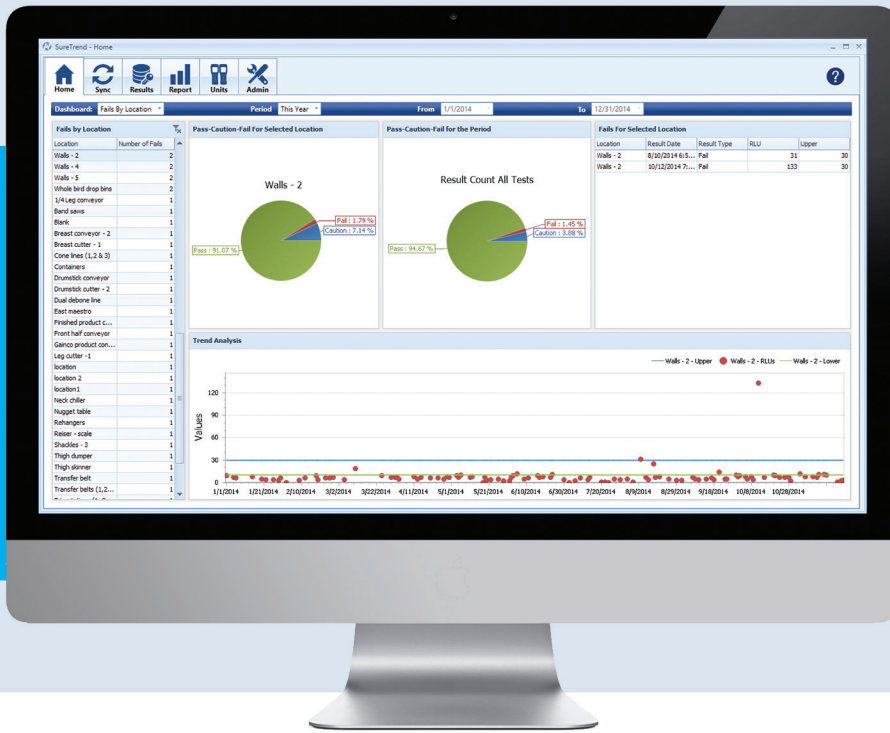 SureTrend - Home
Home Sync Results Report Units Admin
Dashboard: Fails By Location Period This Year From 1/1/2014 To 12/31/2014
Fails by Location
Location Number of Fails
Walls - 2 2
Walls - 4 2
Walls - 5 2
Whole bird drop bins 2
1/4 Leg conveyor 1
Band saws 1
Blank 1
Breast conveyor - 2 1
Breast cutter - 1 1
Cone lines (1,2 & 3) 1
Containers 1
Drumstick conveyor 1
Drumstick cutter - 2 1
Dual debone line 1
East maestro 1
Finished product c... 1
Front half conveyor 1
Gainco product con... 1
Leg cutter -1 1
location 1
location 2 1
location1 1
Neck chiller 1
Nugget table 1
Rehangers 1
Reiser - scale 1
Shackles - 3 1
Thigh dumper 1
Thigh skinner 1
Transfer belt 1
Transfer belts (1,2... 1
Pass-Caution-Fail For Selected Location
Walls - 2
Fail : 1.79 %
Caution : 7.14 %
Pass : 91.07 %
Pass-Caution-Fail for the Period
Result Count All Tests
Fail : 1.45 %
Caution : 3.88 %
Pass : 94.67 %
Fails For Selected Location
Location Result Date Result Type RLU Upper
Walls - 2 8/10/2014 6:5... Fail 31 30
Walls - 2 10/12/2014 7:... Fail 133 30
Trend Analysis
Walls - 2 - Upper Walls - 2 - RLUs Walls - 2 - Lower
Values
120
90
60
30
0
1/1/2014 1/21/2014 2/10/2014 3/2/2014 3/22/2014 4/11/2014 5/1/2014 5/21/2014 6/10/2014 6/30/2014 7/20/2014 8/9/2014 8/29/2014 9/18/2014 10/8/2014 10/28/2014